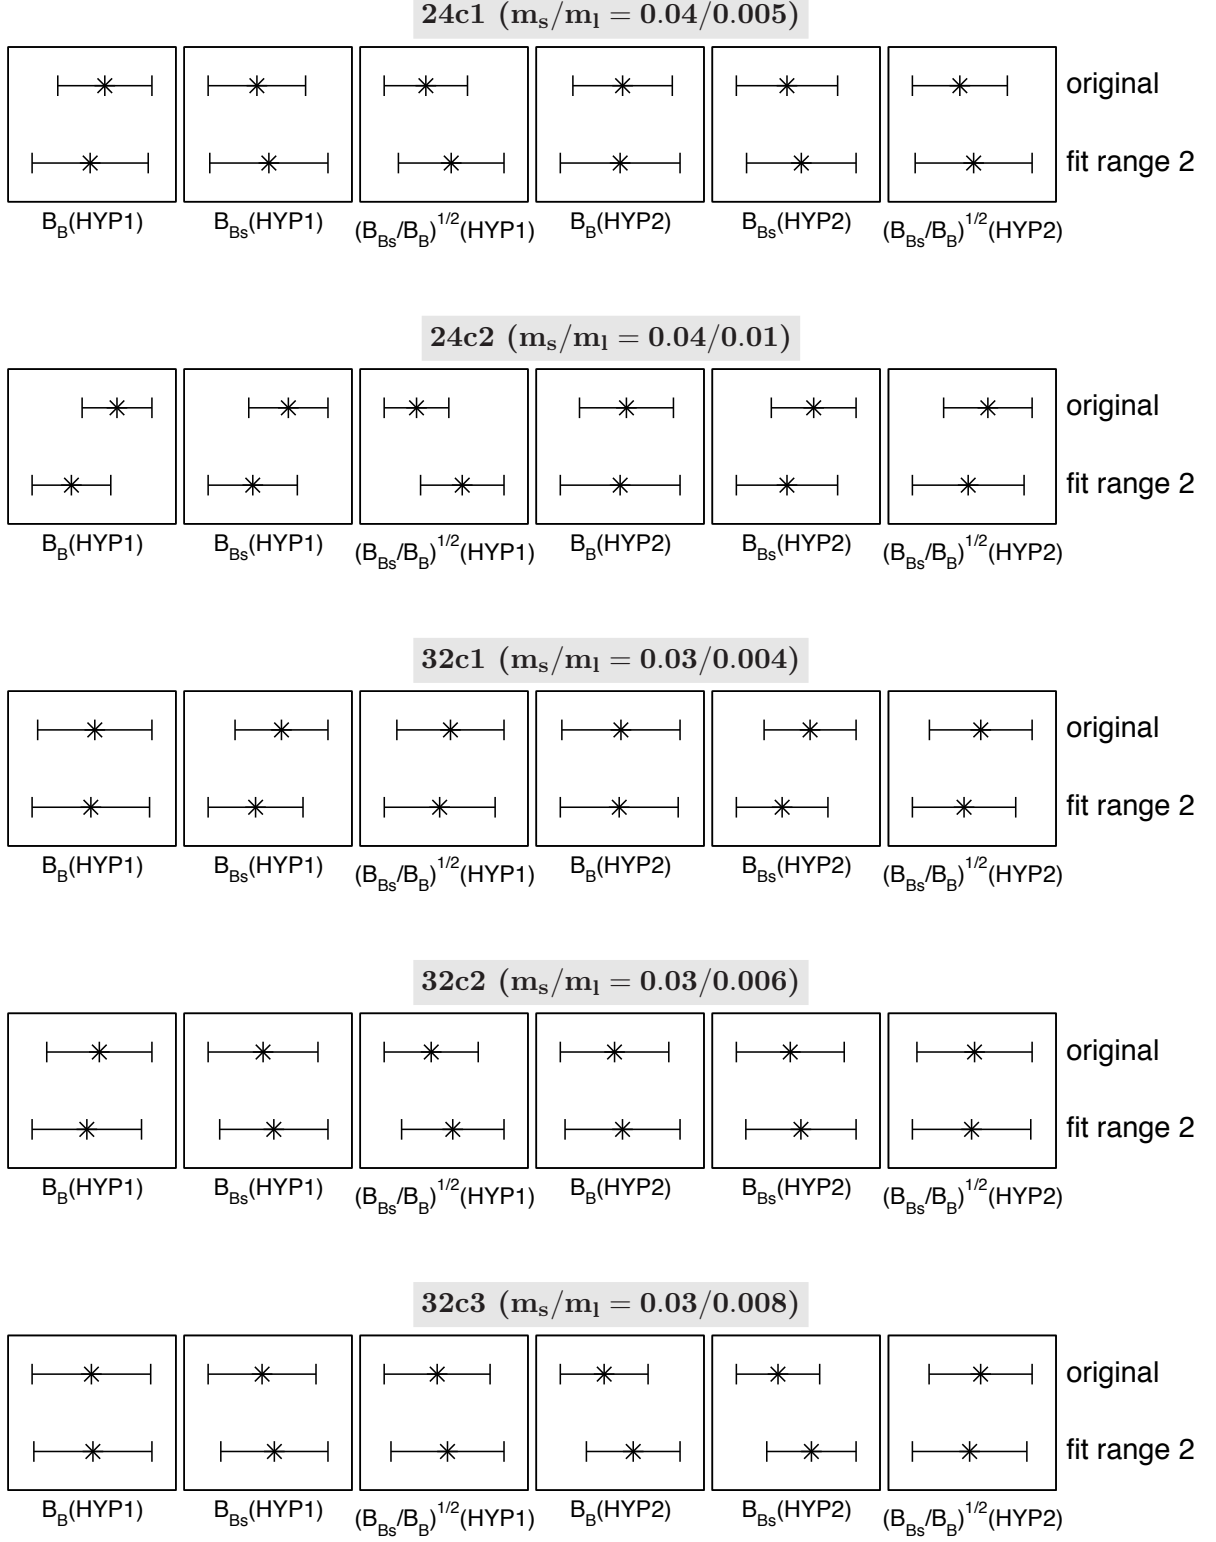 24c1 (m_s/m_l = 0.04/0.005)
original
fit range 2
B_B(HYP1) B_Bs(HYP1) (B_Bs/B_B)^1/2(HYP1) B_B(HYP2) B_Bs(HYP2) (B_Bs/B_B)^1/2(HYP2)
24c2 (m_s/m_l = 0.04/0.01)
original
fit range 2
B_B(HYP1) B_Bs(HYP1) (B_Bs/B_B)^1/2(HYP1) B_B(HYP2) B_Bs(HYP2) (B_Bs/B_B)^1/2(HYP2)
32c1 (m_s/m_l = 0.03/0.004)
original
fit range 2
B_B(HYP1) B_Bs(HYP1) (B_Bs/B_B)^1/2(HYP1) B_B(HYP2) B_Bs(HYP2) (B_Bs/B_B)^1/2(HYP2)
32c2 (m_s/m_l = 0.03/0.006)
original
fit range 2
B_B(HYP1) B_Bs(HYP1) (B_Bs/B_B)^1/2(HYP1) B_B(HYP2) B_Bs(HYP2) (B_Bs/B_B)^1/2(HYP2)
32c3 (m_s/m_l = 0.03/0.008)
original
fit range 2
B_B(HYP1) B_Bs(HYP1) (B_Bs/B_B)^1/2(HYP1) B_B(HYP2) B_Bs(HYP2) (B_Bs/B_B)^1/2(HYP2)